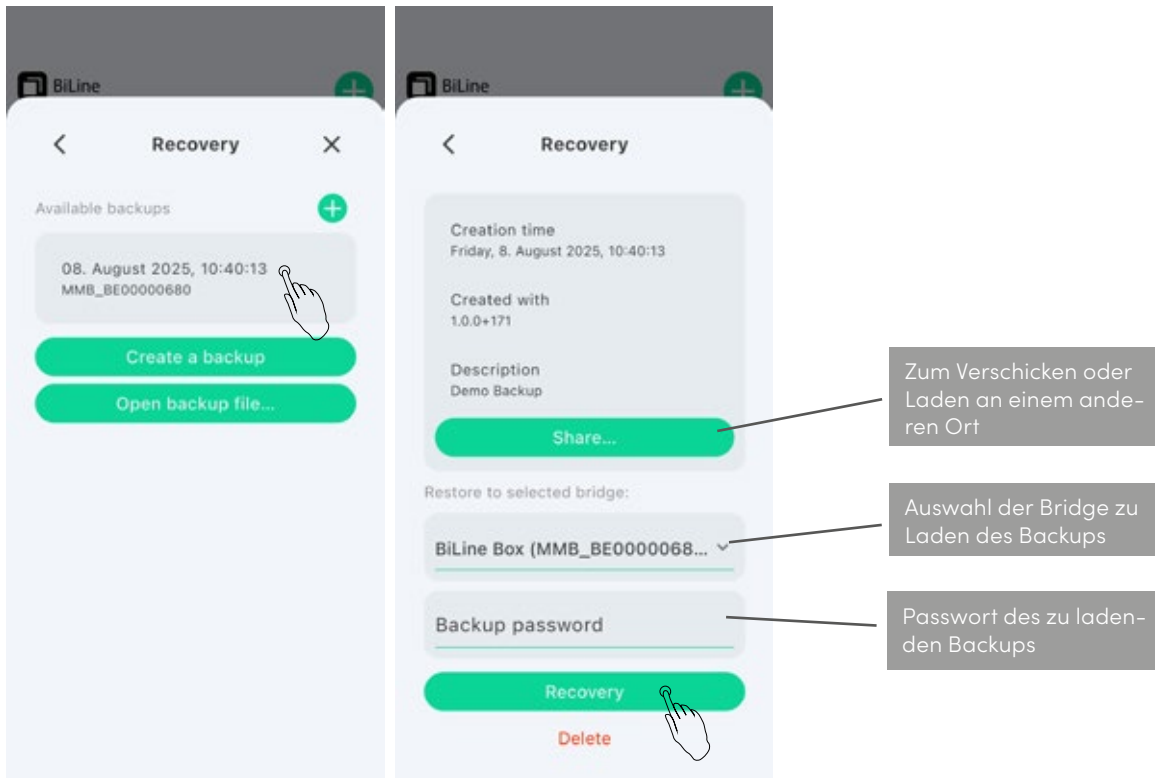 BiLine
Recovery
Available backups
08. August 2025, 10:40:13
MMB_BE00000680
Create a backup
Open backup file...
BiLine
Recovery
Creation time
Friday, 8. August 2025, 10:40:13
Created with
1.0.0+171
Description
Demo Backup
Share...
Restore to selected bridge:
BiLine Box (MMB_BE0000068...
Backup password
Recovery
Delete
Zum Verschicken oder
Laden an einem ande-
ren Ort
Auswahl der Bridge zu
Laden des Backups
Passwort des zu laden-
den Backups